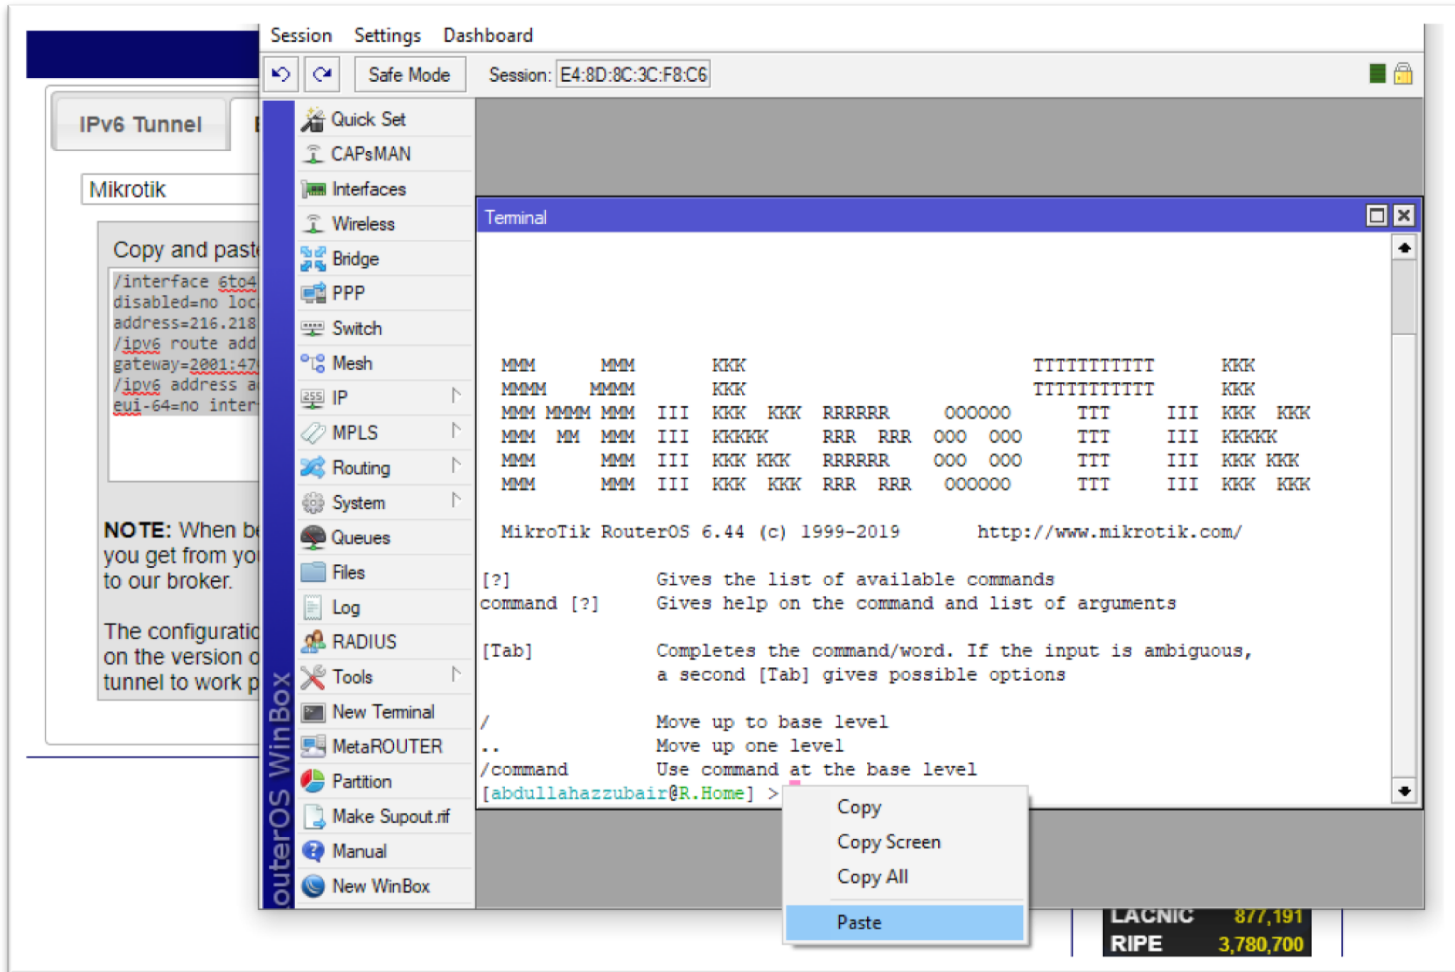 Session Settings Dashboard
Safe Mode Session: E4:8D:8C:3C:F8:C6
IPv6 Tunnel
Mikrotik
Copy and paste
/interface 6to4
disabled=no loc
address=216.218
/ipv6 route add
gateway=2001:470
/ipv6 address a
eui-64=no inter
NOTE: When be
you get from you
to our broker.
The configuratio
on the version o
tunnel to work p
RouterOS WinBox
Quick Set
CAPsMAN
Interfaces
Wireless
Bridge
PPP
Switch
Mesh
255 IP
MPLS
Routing
System
Queues
Files
Log
RADIUS
Tools
New Terminal
MetaROUTER
Partition
Make Supout.rif
Manual
New WinBox
Terminal
MMM MMM KKK TTTTTTTTTTT KKK
MMMM MMMM KKK TTTTTTTTTTT KKK
MMM MMMM MMM III KKK KKK RRRRRR OOOOOO TTT III KKK KKK
MMM MM MMM III KKKKK RRR RRR OOO OOO TTT III KKKKK
MMM MMM III KKK KKK RRRRRR OOO OOO TTT III KKK KKK
MMM MMM III KKK KKK RRR RRR OOOOOO TTT III KKK KKK
MikroTik RouterOS 6.44 (c) 1999-2019 http://www.mikrotik.com/
[?] Gives the list of available commands
command [?] Gives help on the command and list of arguments
[Tab] Completes the command/word. If the input is ambiguous,
a second [Tab] gives possible options
/ Move up to base level
.. Move up one level
/command Use command at the base level
[abdullahazzubair@R.Home] >
Copy
Copy Screen
Copy All
Paste
LACNIC 877,191
RIPE 3,780,700